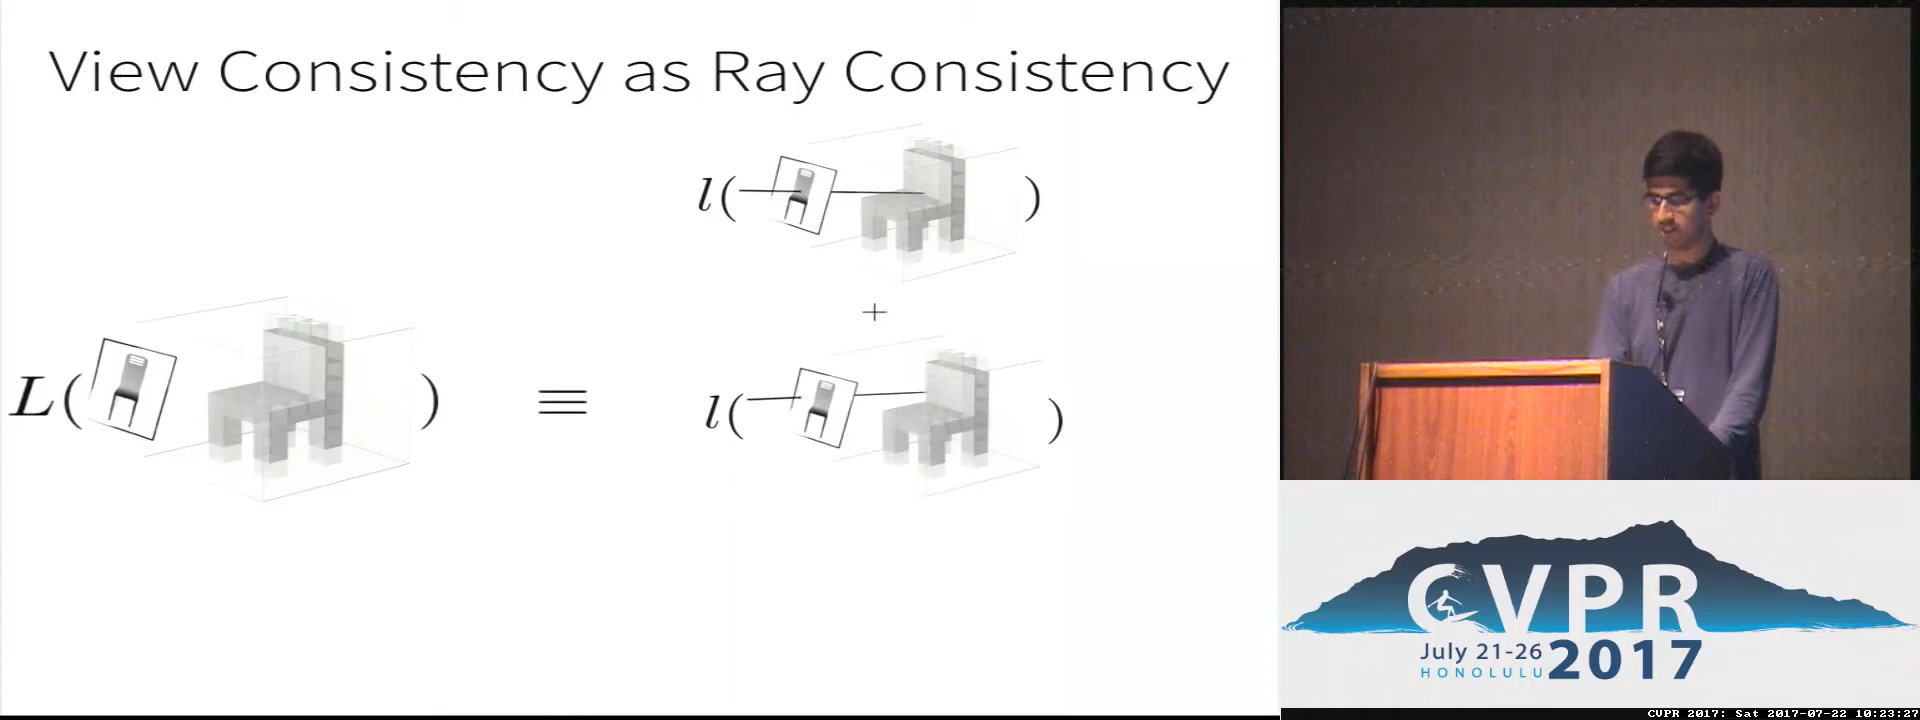 View Consistency as Ray Consistency
l( )
+
L( ) ≡
l( )
CVPR
July 21-26
HONOLULU
2017
CVPR 2017: Sat 2017-07-22 10:23:27